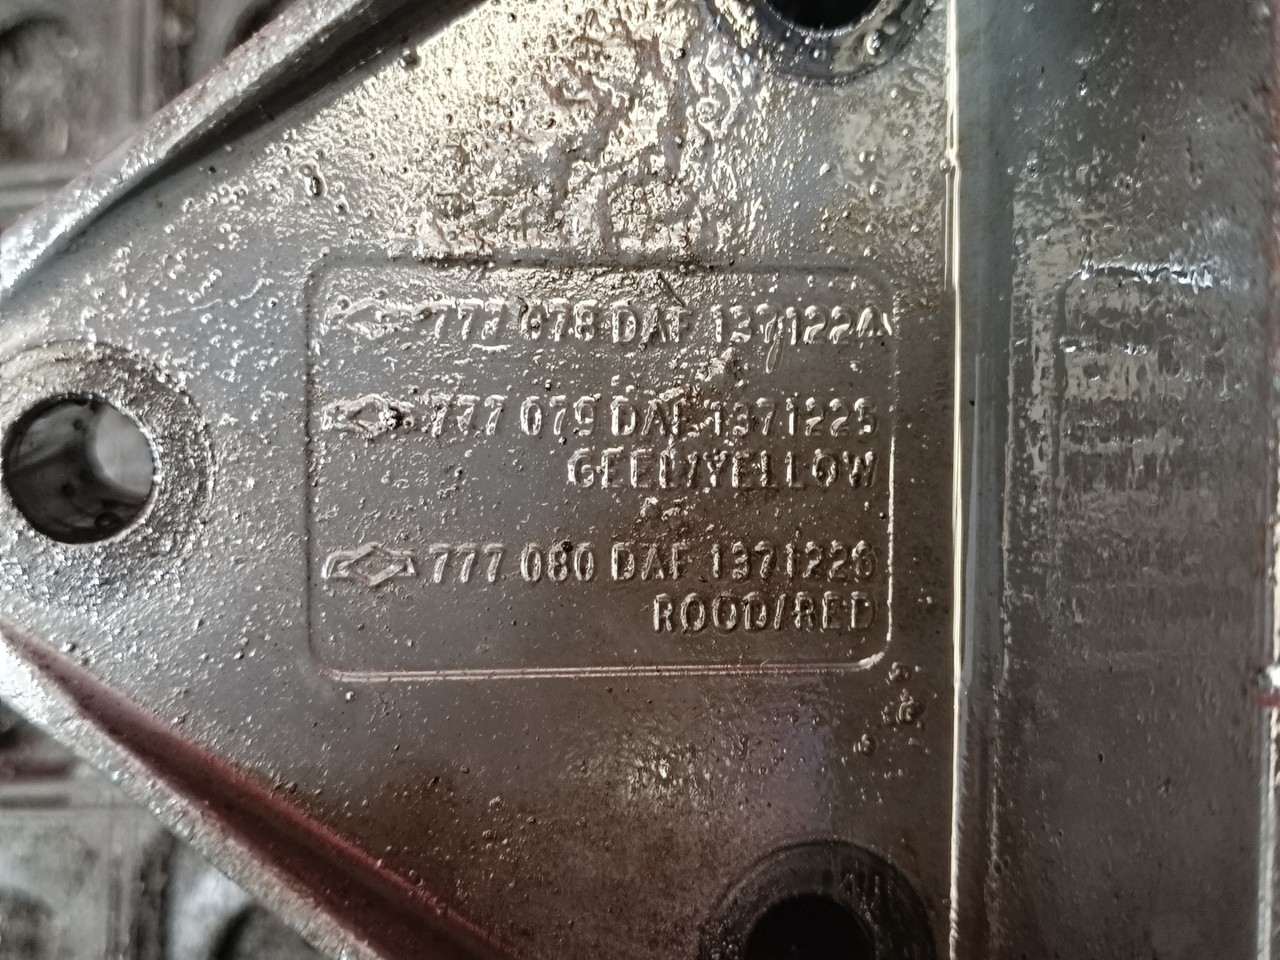 777 078 DAF 1371224
777 079 DAF 1371225
GEEL/YELLOW
777 080 DAF 1371226
ROOD/RED